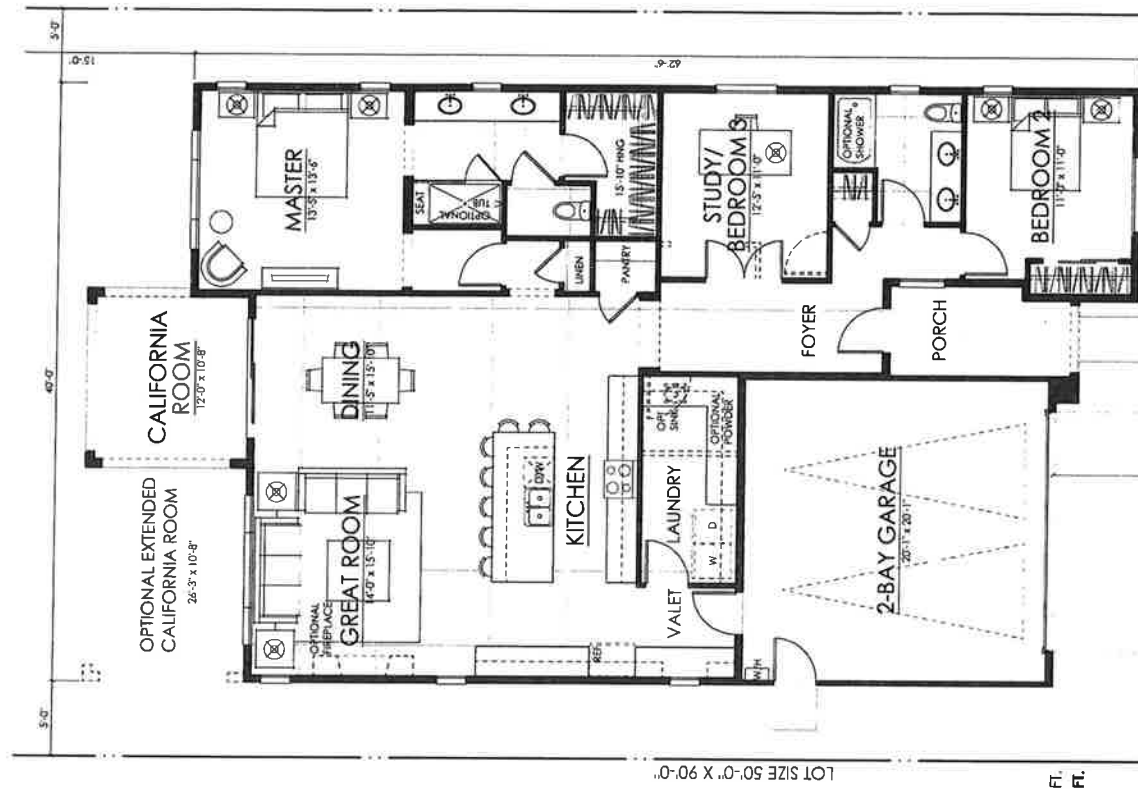 5'-0"
40'-0"
5'-0"
15'-0"
62'-6"
CALIFORNIA
ROOM
12'-0" x 10'-8"
OPTIONAL EXTENDED
CALIFORNIA ROOM
26'-3" x 10'-8"
MASTER
13'-5" x 13'-6"
SEAT
OPTIONAL
TUB
15'-10" HNG
LINEN
PANTRY
DINING
11'-5" x 15'-10"
GREAT ROOM
14'-0" x 15'-10"
OPTIONAL
FIREPLACE
D/W
KITCHEN
REF.
STUDY/
BEDROOM 3
12'-5" x 11'-0"
OPTIONAL
SHOWER
BEDROOM 2
11'-0" x 11'-0"
FOYER
PORCH
OPT
SINK
OPTIONAL
POWDER
LAUNDRY
W D
VALET
W/H
2-BAY GARAGE
20'-1" x 20'-1"
LOT SIZE 50'-0" X 90'-0"
FT.
FT.